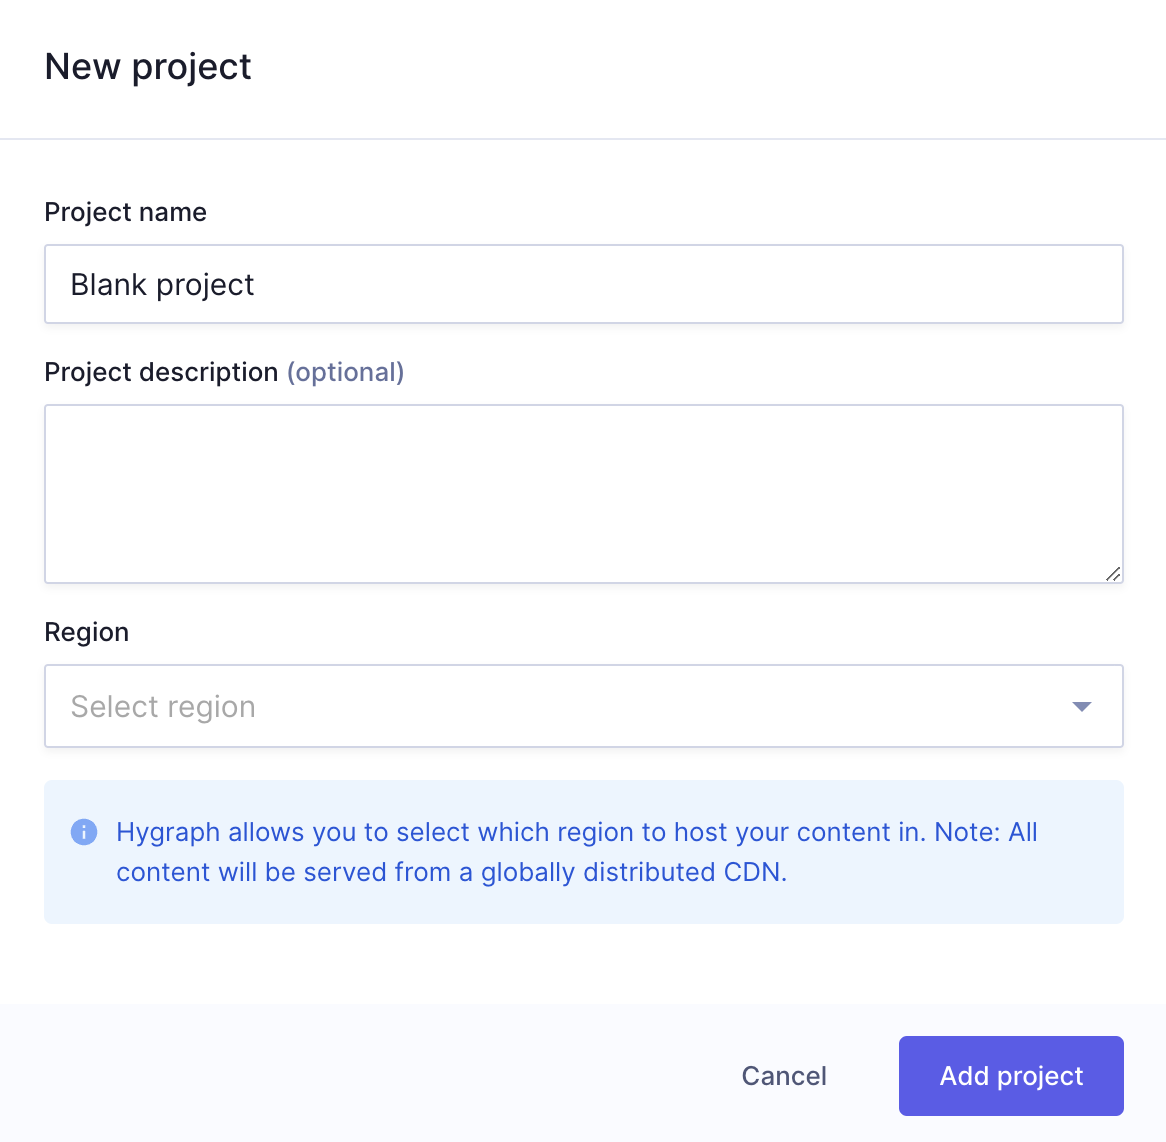 New project
Project name
Blank project
Project description (optional)
Region
Select region
Hygraph allows you to select which region to host your content in. Note: All
content will be served from a globally distributed CDN.
Cancel
Add project